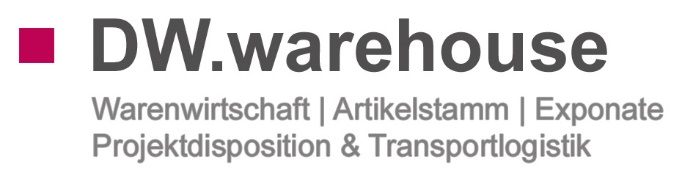 DW.warehouse
Warenwirtschaft | Artikelstamm | Exponate
Projektdisposition & Transportlogistik